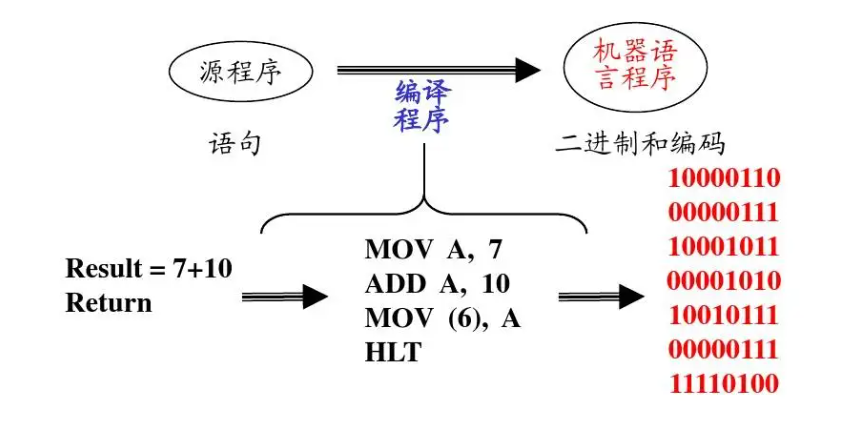 源程序
编译
程序
机器语
言程序
语句
二进制和编码
Result = 7+10
Return
MOV A, 7
ADD A, 10
MOV (6), A
HLT
10000110
00000111
10001011
00001010
10010111
00000111
11110100